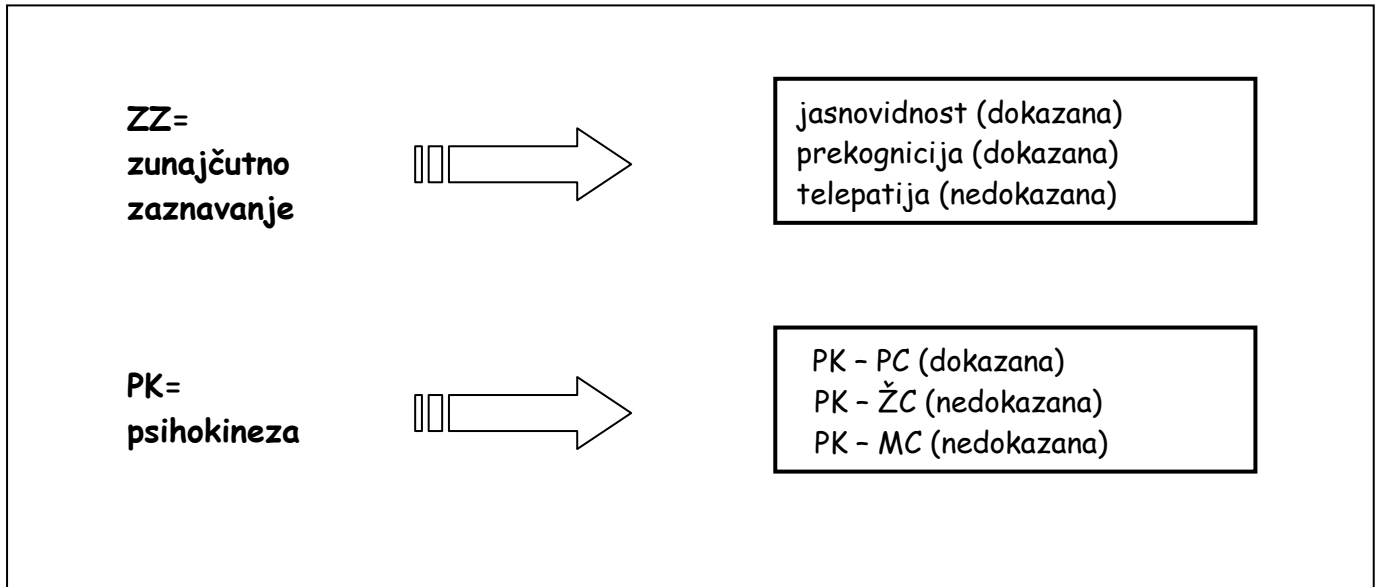 ZZ=
zunajčutno
zaznavanje
jasnovidnost (dokazana)
prekognicija (dokazana)
telepatija (nedokazana)
PK=
psihokineza
PK – PC (dokazana)
PK – ŽC (nedokazana)
PK – MC (nedokazana)